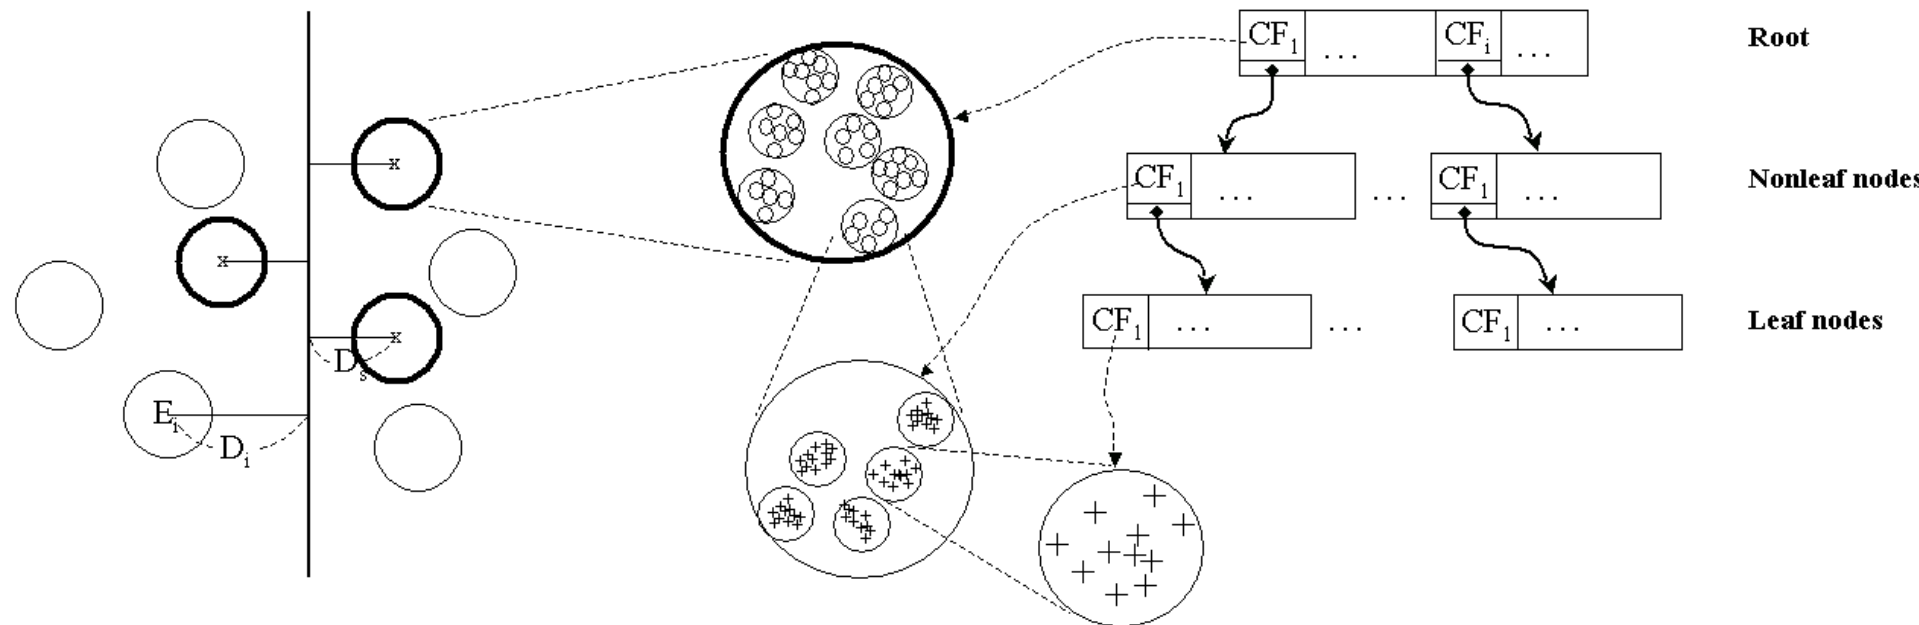 CF1 ... CFi ... Root
CF1 ... ... CF1 ... Nonleaf nodes
CF1 ... ... CF1 ... Leaf nodes
x
x
x
Ds
Ei
Di